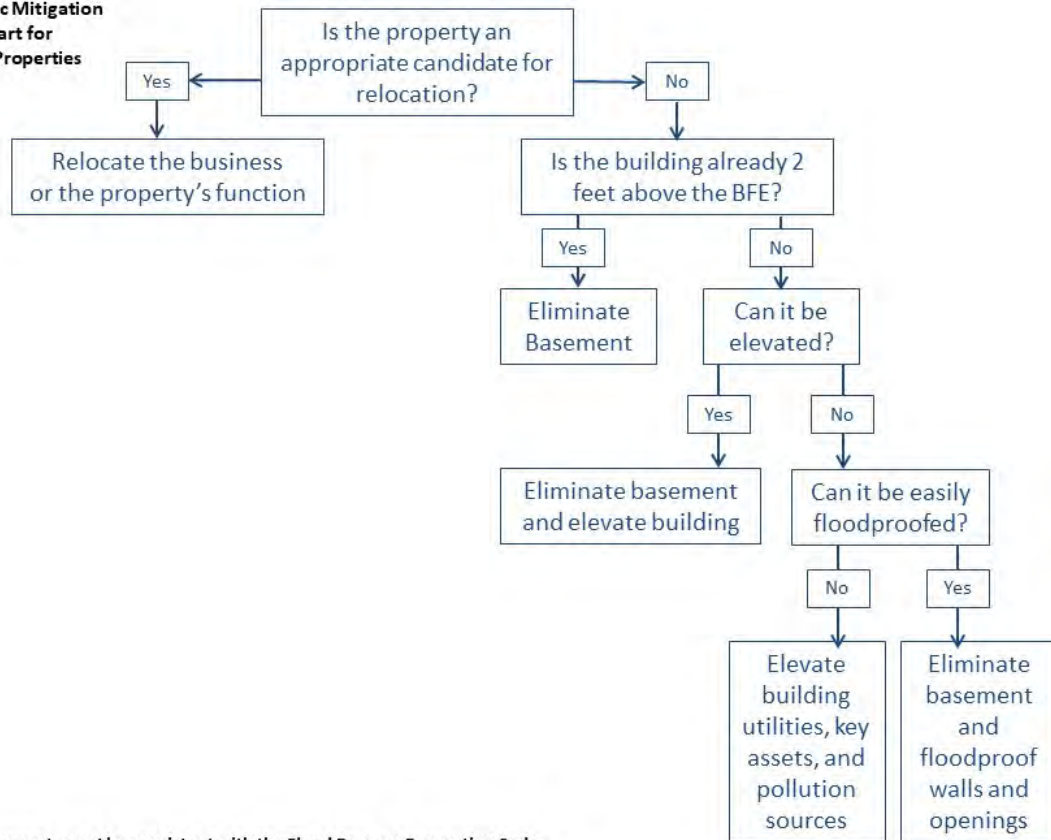 c Mitigation
art for
Properties
Is the property an
appropriate candidate for
relocation?
Yes
No
Relocate the business
or the property's function
Is the building already 2
feet above the BFE?
Yes
No
Eliminate
Basement
Can it be
elevated?
Yes
No
Eliminate basement
and elevate building
Can it be easily
floodproofed?
No
Yes
Elevate
building
utilities, key
assets, and
pollution
sources
Eliminate
basement
and
floodproof
walls and
openings